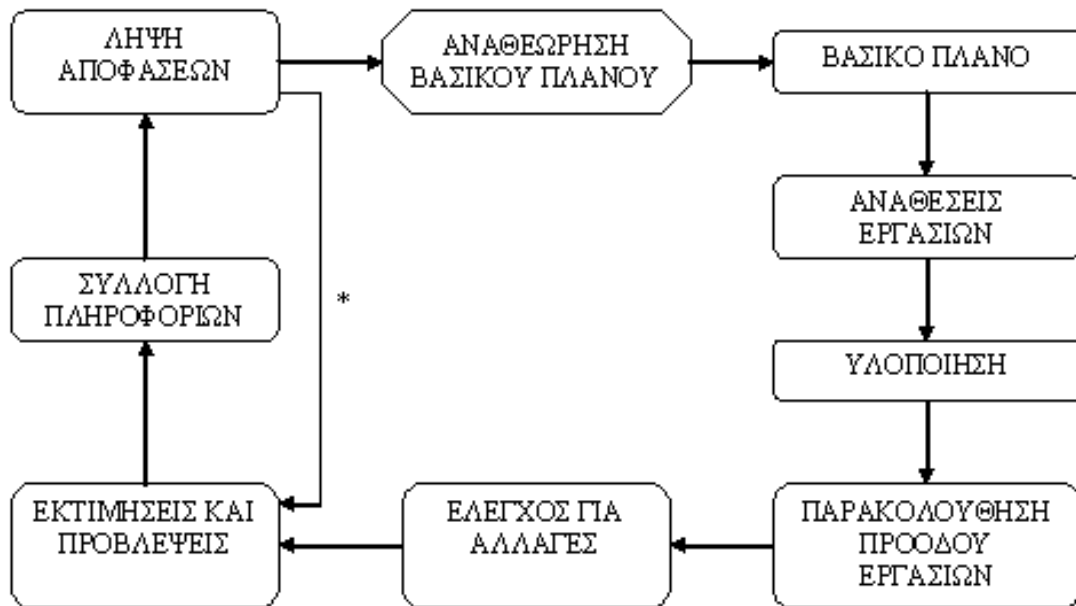 ΛΗΨΗ
ΑΠΟΦΑΣΕΩΝ
ΑΝΑΘΕΩΡΗΣΗ
ΒΑΣΙΚΟΥ ΠΛΑΝΟΥ
ΒΑΣΙΚΟ ΠΛΑΝΟ
ΑΝΑΘΕΣΕΙΣ
ΕΡΓΑΣΙΩΝ
ΣΥΛΛΟΓΗ
ΠΛΗΡΟΦΟΡΙΩΝ
*
ΥΛΟΠΟΙΗΣΗ
ΕΚΤΙΜΗΣΕΙΣ ΚΑΙ
ΠΡΟΒΛΕΨΕΙΣ
ΕΛΕΓΧΟΣ ΓΙΑ
ΑΛΛΑΓΕΣ
ΠΑΡΑΚΟΛΟΥΘΗΣΗ
ΠΡΟΟΔΟΥ
ΕΡΓΑΣΙΩΝ